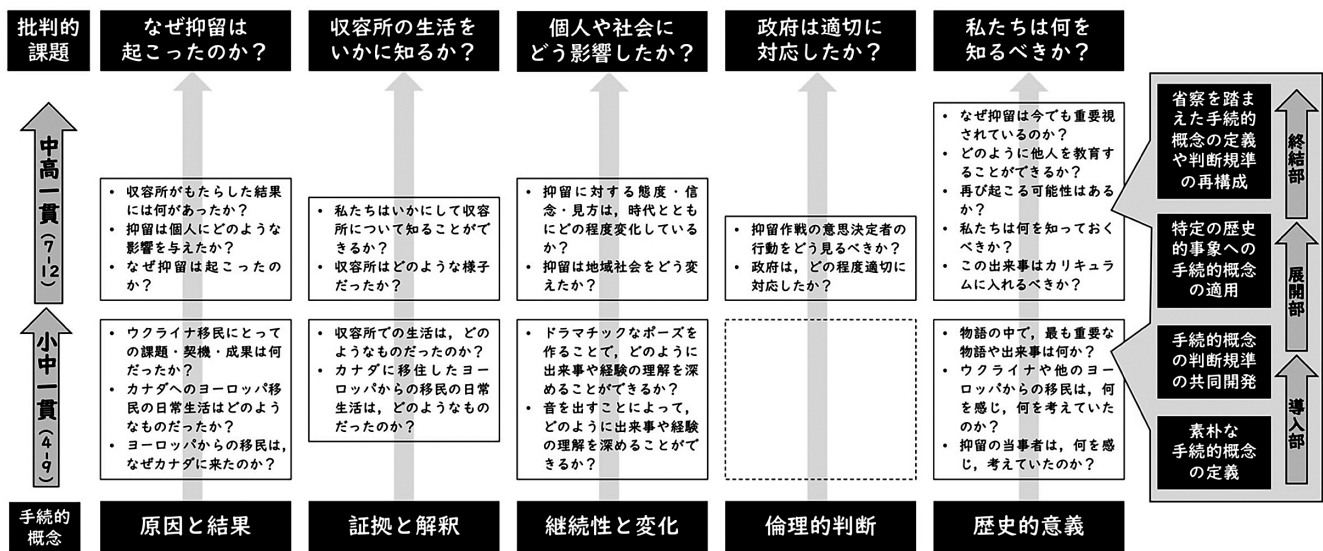 批判的
課題
なぜ抑留は
起こったのか？
収容所の生活を
いかに知るか？
個人や社会に
どう影響したか？
政府は適切に
対応したか？
私たちは何を
知るべきか？
中高一貫(7-12)
• 収容所がもたらした結果
には何があったか？
• 抑留は個人にどのような
影響を与えたか？
• なぜ抑留は起こったの
か？
• 私たちはいかにして収容
所について知ることがで
きるか？
• 収容所はどのような様子
だったか？
• 抑留に対する態度・信
念・見方は，時代ととも
にどの程度変化している
か？
• 抑留は地域社会をどう変
えたか？
• 抑留作戦の意思決定者の
行動をどう見るべきか？
• 政府は，どの程度適切に
対応したか？
• なぜ抑留は今でも重要視
されているのか？
• どのように他人を教育す
ることができるか？
• 再び起こる可能性はある
か？
• 私たちは何を知っておく
べきか？
• この出来事はカリキュラ
ムに入れるべきか？
小中一貫(4-9)
• ウクライナ移民にとって
の課題・契機・成果は何
だったか？
• カナダへのヨーロッパ移
民の日常生活はどのよう
なものだったか？
• ヨーロッパからの移民は，
なぜカナダに来たのか？
• 収容所での生活は，どの
ようなものだったのか？
• カナダに移住したヨー
ロッパからの移民の日常
生活は，どのようなもの
だったのか？
• ドラマチックなポーズを
作ることで，どのように
出来事や経験の理解を深
めることができるか？
• 音を出すことによって，
どのように出来事や経験
の理解を深めることがで
きるか？
• 物語の中で，最も重要な
物語や出来事は何か？
• ウクライナや他のヨー
ロッパからの移民は，何
を感じ，何を考えていた
のか？
• 抑留の当事者は，何を感
じ，考えていたのか？
手続的
概念
原因と結果
証拠と解釈
継続性と変化
倫理的判断
歴史的意義
省察を踏ま
えた手続的
概念の定義
や判断規準
の再構成
終結部
特定の歴史
的事象への
手続的概念
の適用
展開部
手続的概念
の判断規準
の共同開発
導入部
素朴な
手続的概念
の定義